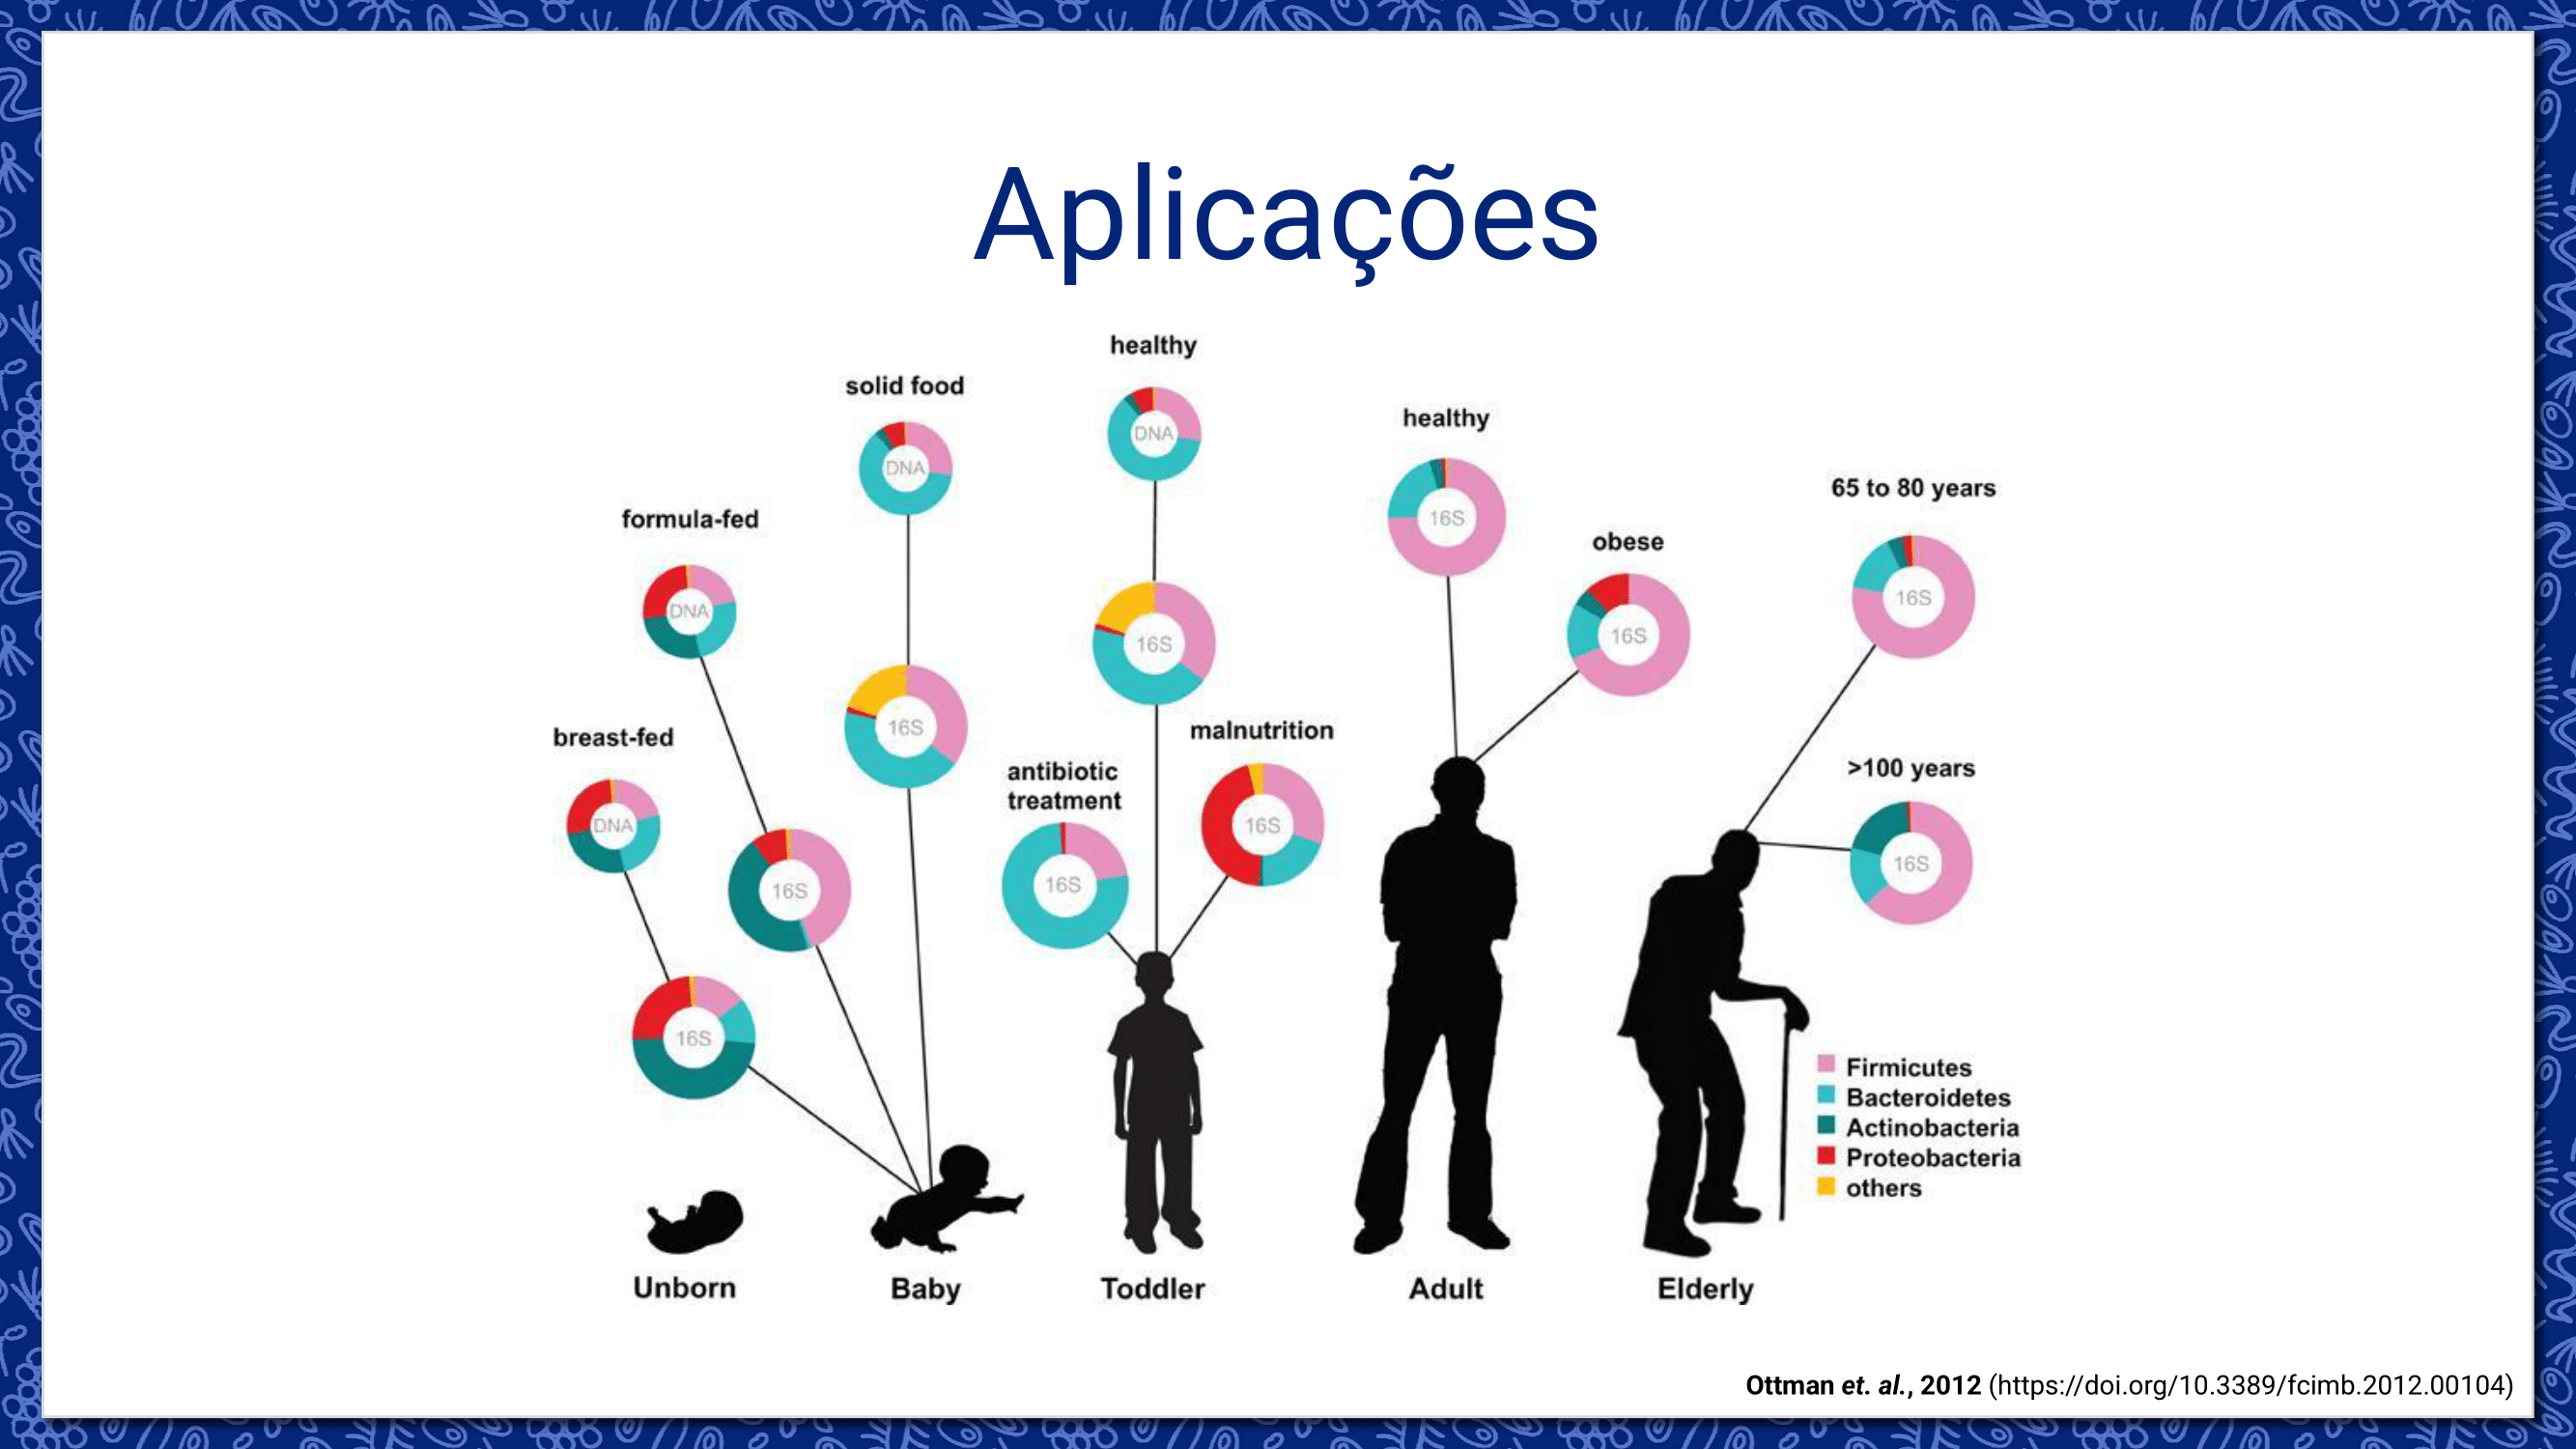 Aplicações
healthy
solid food
DNA
healthy
DNA
formula-fed
65 to 80 years
16S
obese
DNA
16S
16S
breast-fed
16S
malnutrition
16S
antibiotic
treatment
>100 years
DNA
16S
16S
16S
16S
16S
Firmicutes
Bacteroidetes
Actinobacteria
Proteobacteria
others
Unborn
Baby
Toddler
Adult
Elderly
Ottman et. al., 2012 (https://doi.org/10.3389/fcimb.2012.00104)